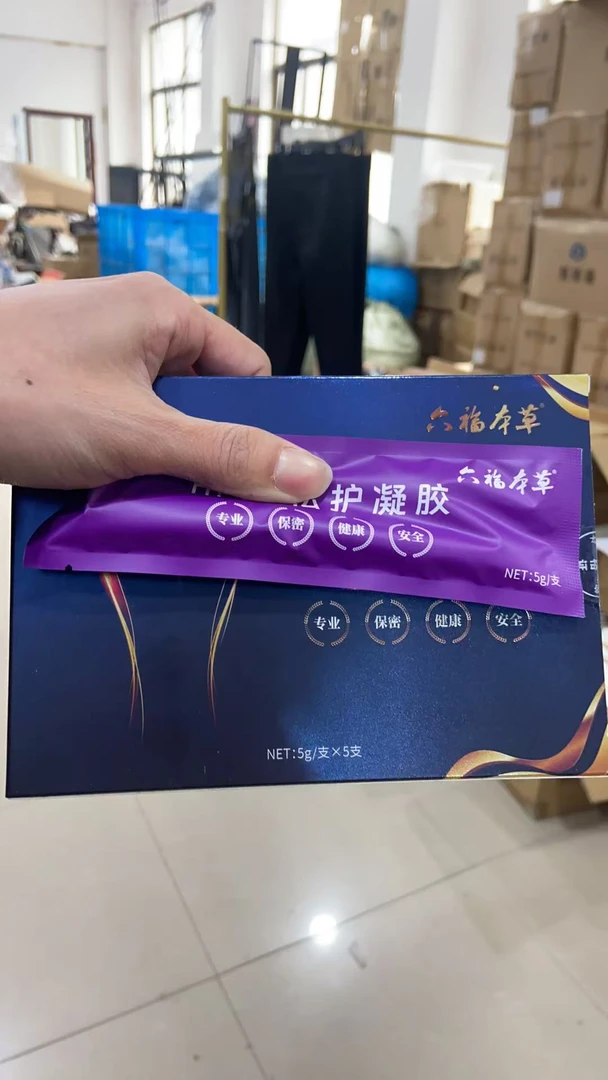 六福本草®
六福本草®
护凝胶
专业 保密 健康 安全
NET:5g/支
专业 保密 健康 安全
NET:5g/支×5支